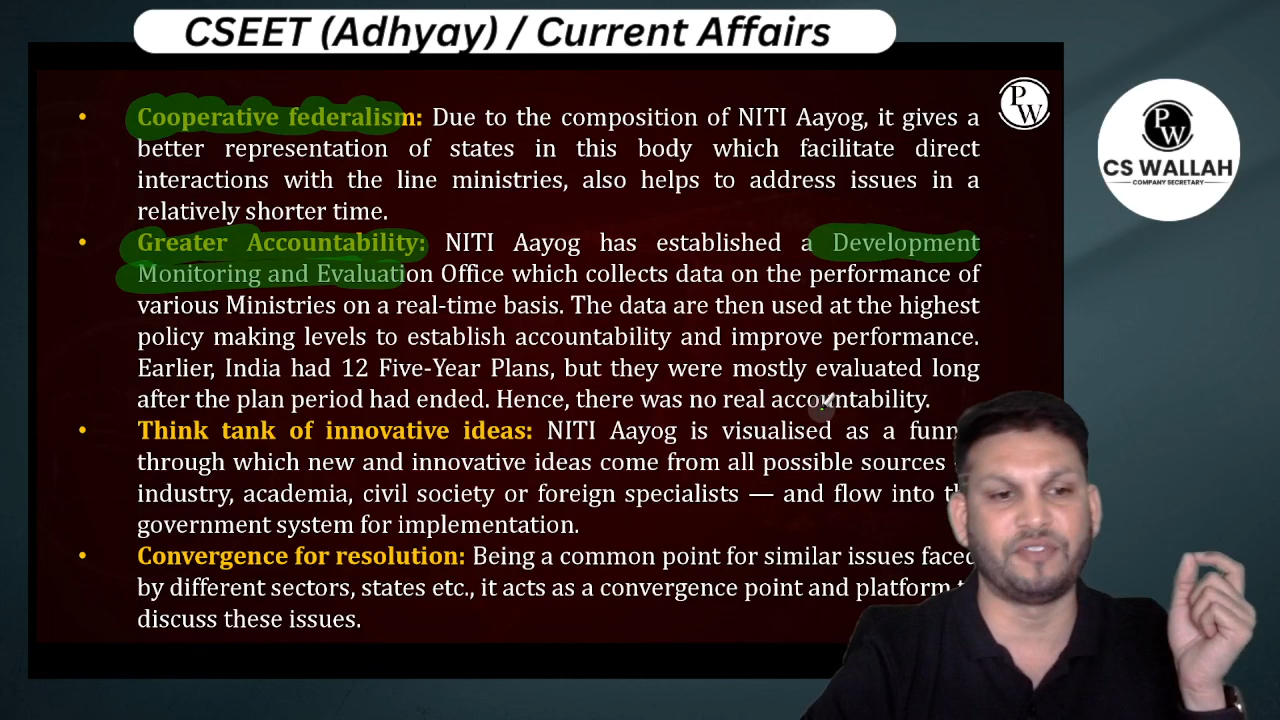 CSEET (Adhyay) / Current Affairs
• Cooperative federalism: Due to the composition of NITI Aayog, it gives a
better representation of states in this body which facilitate direct
interactions with the line ministries, also helps to address issues in a
relatively shorter time.
• Greater Accountability: NITI Aayog has established a Development
Monitoring and Evaluation Office which collects data on the performance of
various Ministries on a real-time basis. The data are then used at the highest
policy making levels to establish accountability and improve performance.
Earlier, India had 12 Five-Year Plans, but they were mostly evaluated long
after the plan period had ended. Hence, there was no real accountability.
• Think tank of innovative ideas: NITI Aayog is visualised as a
through which new and innovative ideas come from all possible sources
industry, academia, civil society or foreign specialists — and flow into
government system for implementation.
• Convergence for resolution: Being a common point for similar issues faced
by different sectors, states etc., it acts as a convergence point and platform
discuss these issues.
PW
PW
CS WALLAH
COMPANY SECRETARY